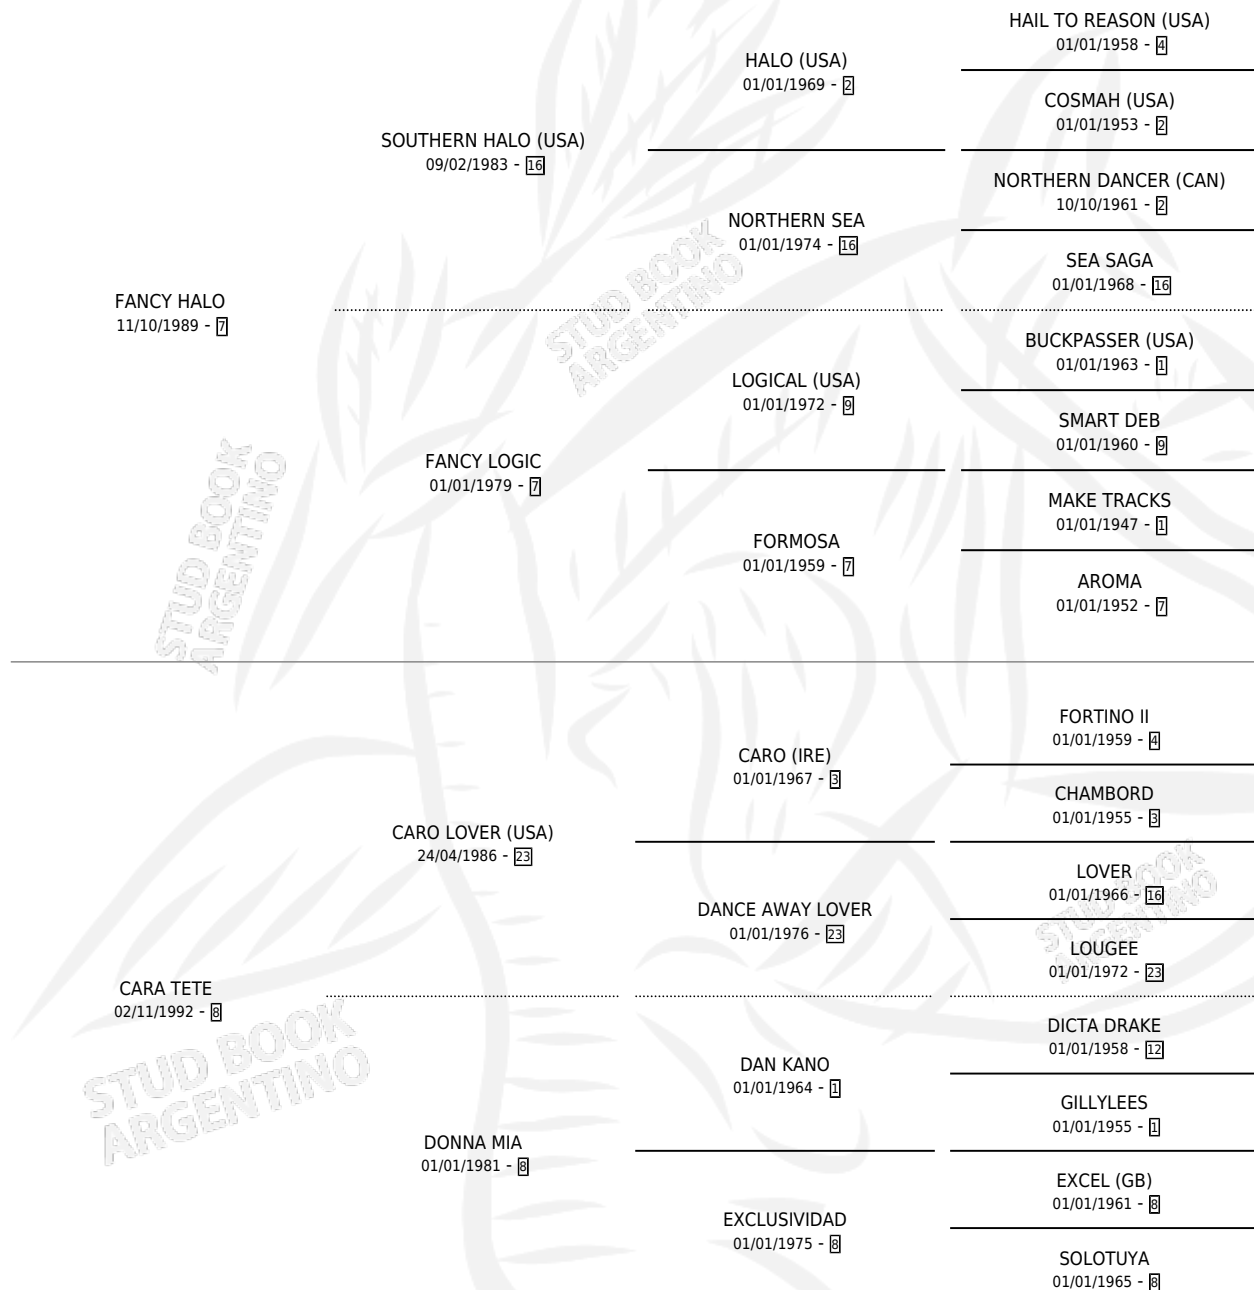 HAIL TO REASON (USA)
01/01/1958 - 4
HALO (USA)
01/01/1969 - 2
COSMAH (USA)
01/01/1953 - 2
SOUTHERN HALO (USA)
09/02/1983 - 16
NORTHERN DANCER (CAN)
10/10/1961 - 2
NORTHERN SEA
01/01/1974 - 16
SEA SAGA
01/01/1968 - 16
STUD BOOK
ARGENTINO
FANCY HALO
11/10/1989 - 7
BUCKPASSER (USA)
01/01/1963 - 1
LOGICAL (USA)
01/01/1972 - 9
SMART DEB
01/01/1960 - 9
FANCY LOGIC
01/01/1979 - 7
MAKE TRACKS
01/01/1947 - 1
FORMOSA
01/01/1959 - 7
AROMA
01/01/1952 - 7
STUD BOOK
ARGENTINO
FORTINO II
01/01/1959 - 4
CARO (IRE)
01/01/1967 - 3
CHAMBORD
01/01/1955 - 3
CARO LOVER (USA)
24/04/1986 - 23
LOVER
01/01/1966 - 16
DANCE AWAY LOVER
01/01/1976 - 23
LOUGEE
01/01/1972 - 23
STUD BOOK
ARGENTINO
CARA TETE
02/11/1992 - 8
DICTA DRAKE
01/01/1958 - 12
DAN KANO
01/01/1964 - 1
GILLYLEES
01/01/1955 - 1
STUD BOOK
ARGENTINO
DONNA MIA
01/01/1981 - 8
EXCEL (GB)
01/01/1961 - 8
EXCLUSIVIDAD
01/01/1975 - 8
SOLOTUYA
01/01/1965 - 8